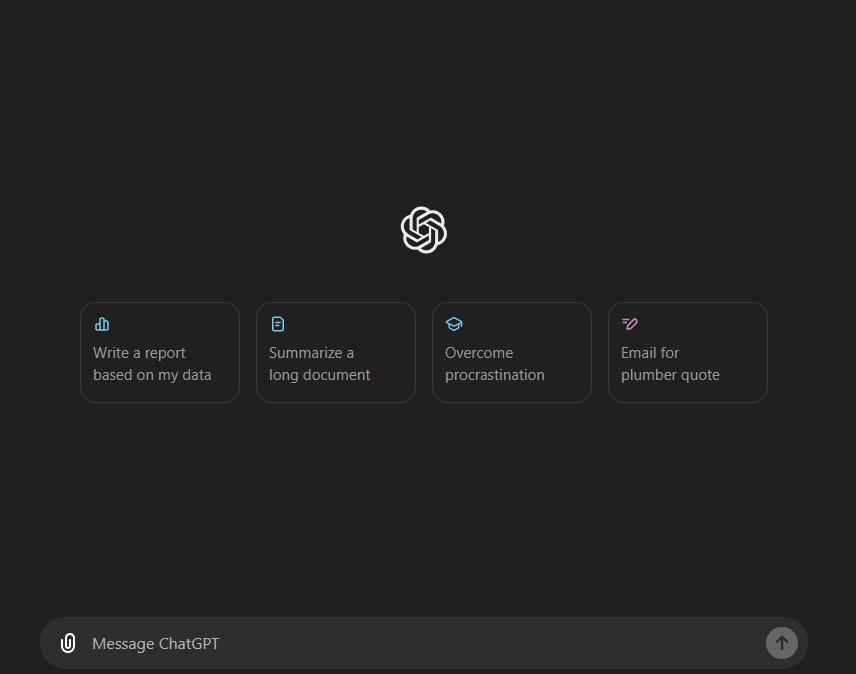 Write a report
based on my data
Summarize a
long document
Overcome
procrastination
Email for
plumber quote
Message ChatGPT